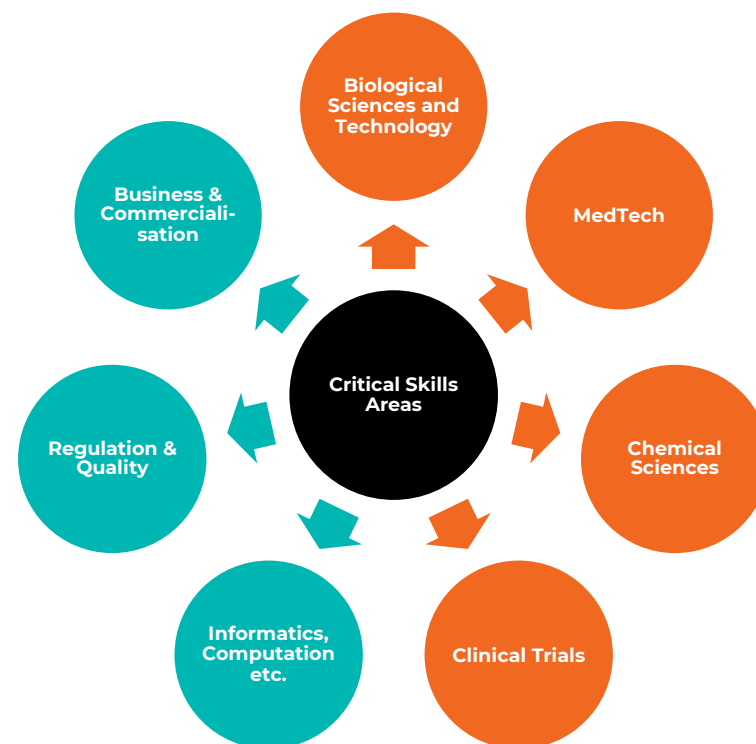 Biological
Sciences and
Technology
MedTech
Chemical
Sciences
Clinical Trials
Informatics,
Computation
etc.
Regulation &
Quality
Business &
Commerciali-
sation
Critical Skills
Areas